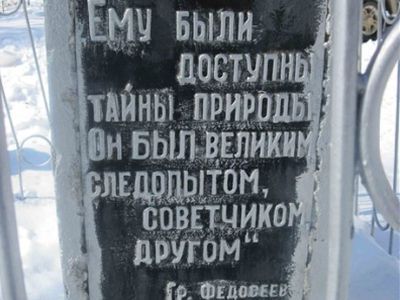 Ему были
доступны
тайны природы
Он был великим
следопытом,
советчиком,
другом"
Гр. Федосеев